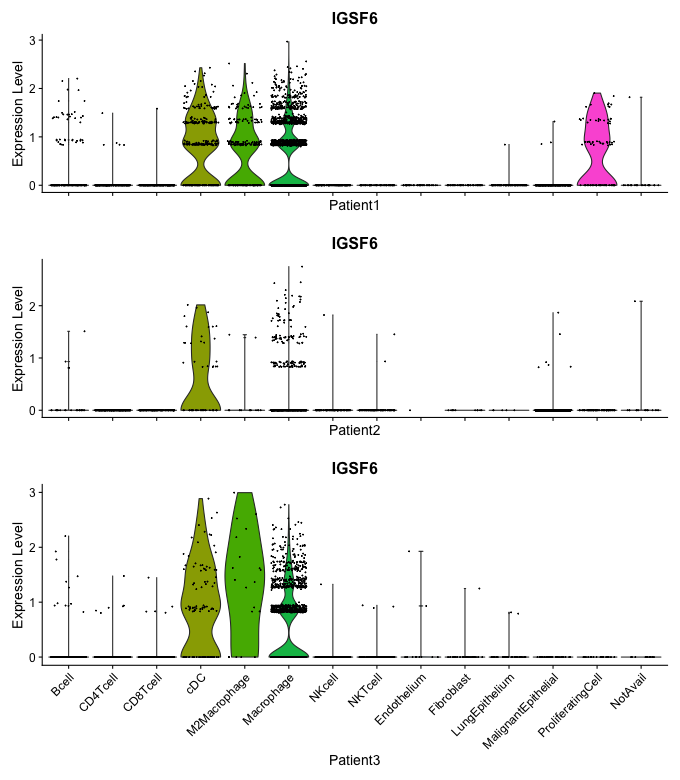 IGSF6
Expression Level
3
2
1
0
Patient1
IGSF6
Expression Level
2
1
0
Patient2
IGSF6
Expression Level
3
2
1
0
Bcell
CD4Tcell
CD8Tcell
cDC
M2Macrophage
Macrophage
NKcell
NKTcell
Endothelium
Fibroblast
LungEpithelium
MalignantEpithelial
ProliferatingCell
NotAvail
Patient3